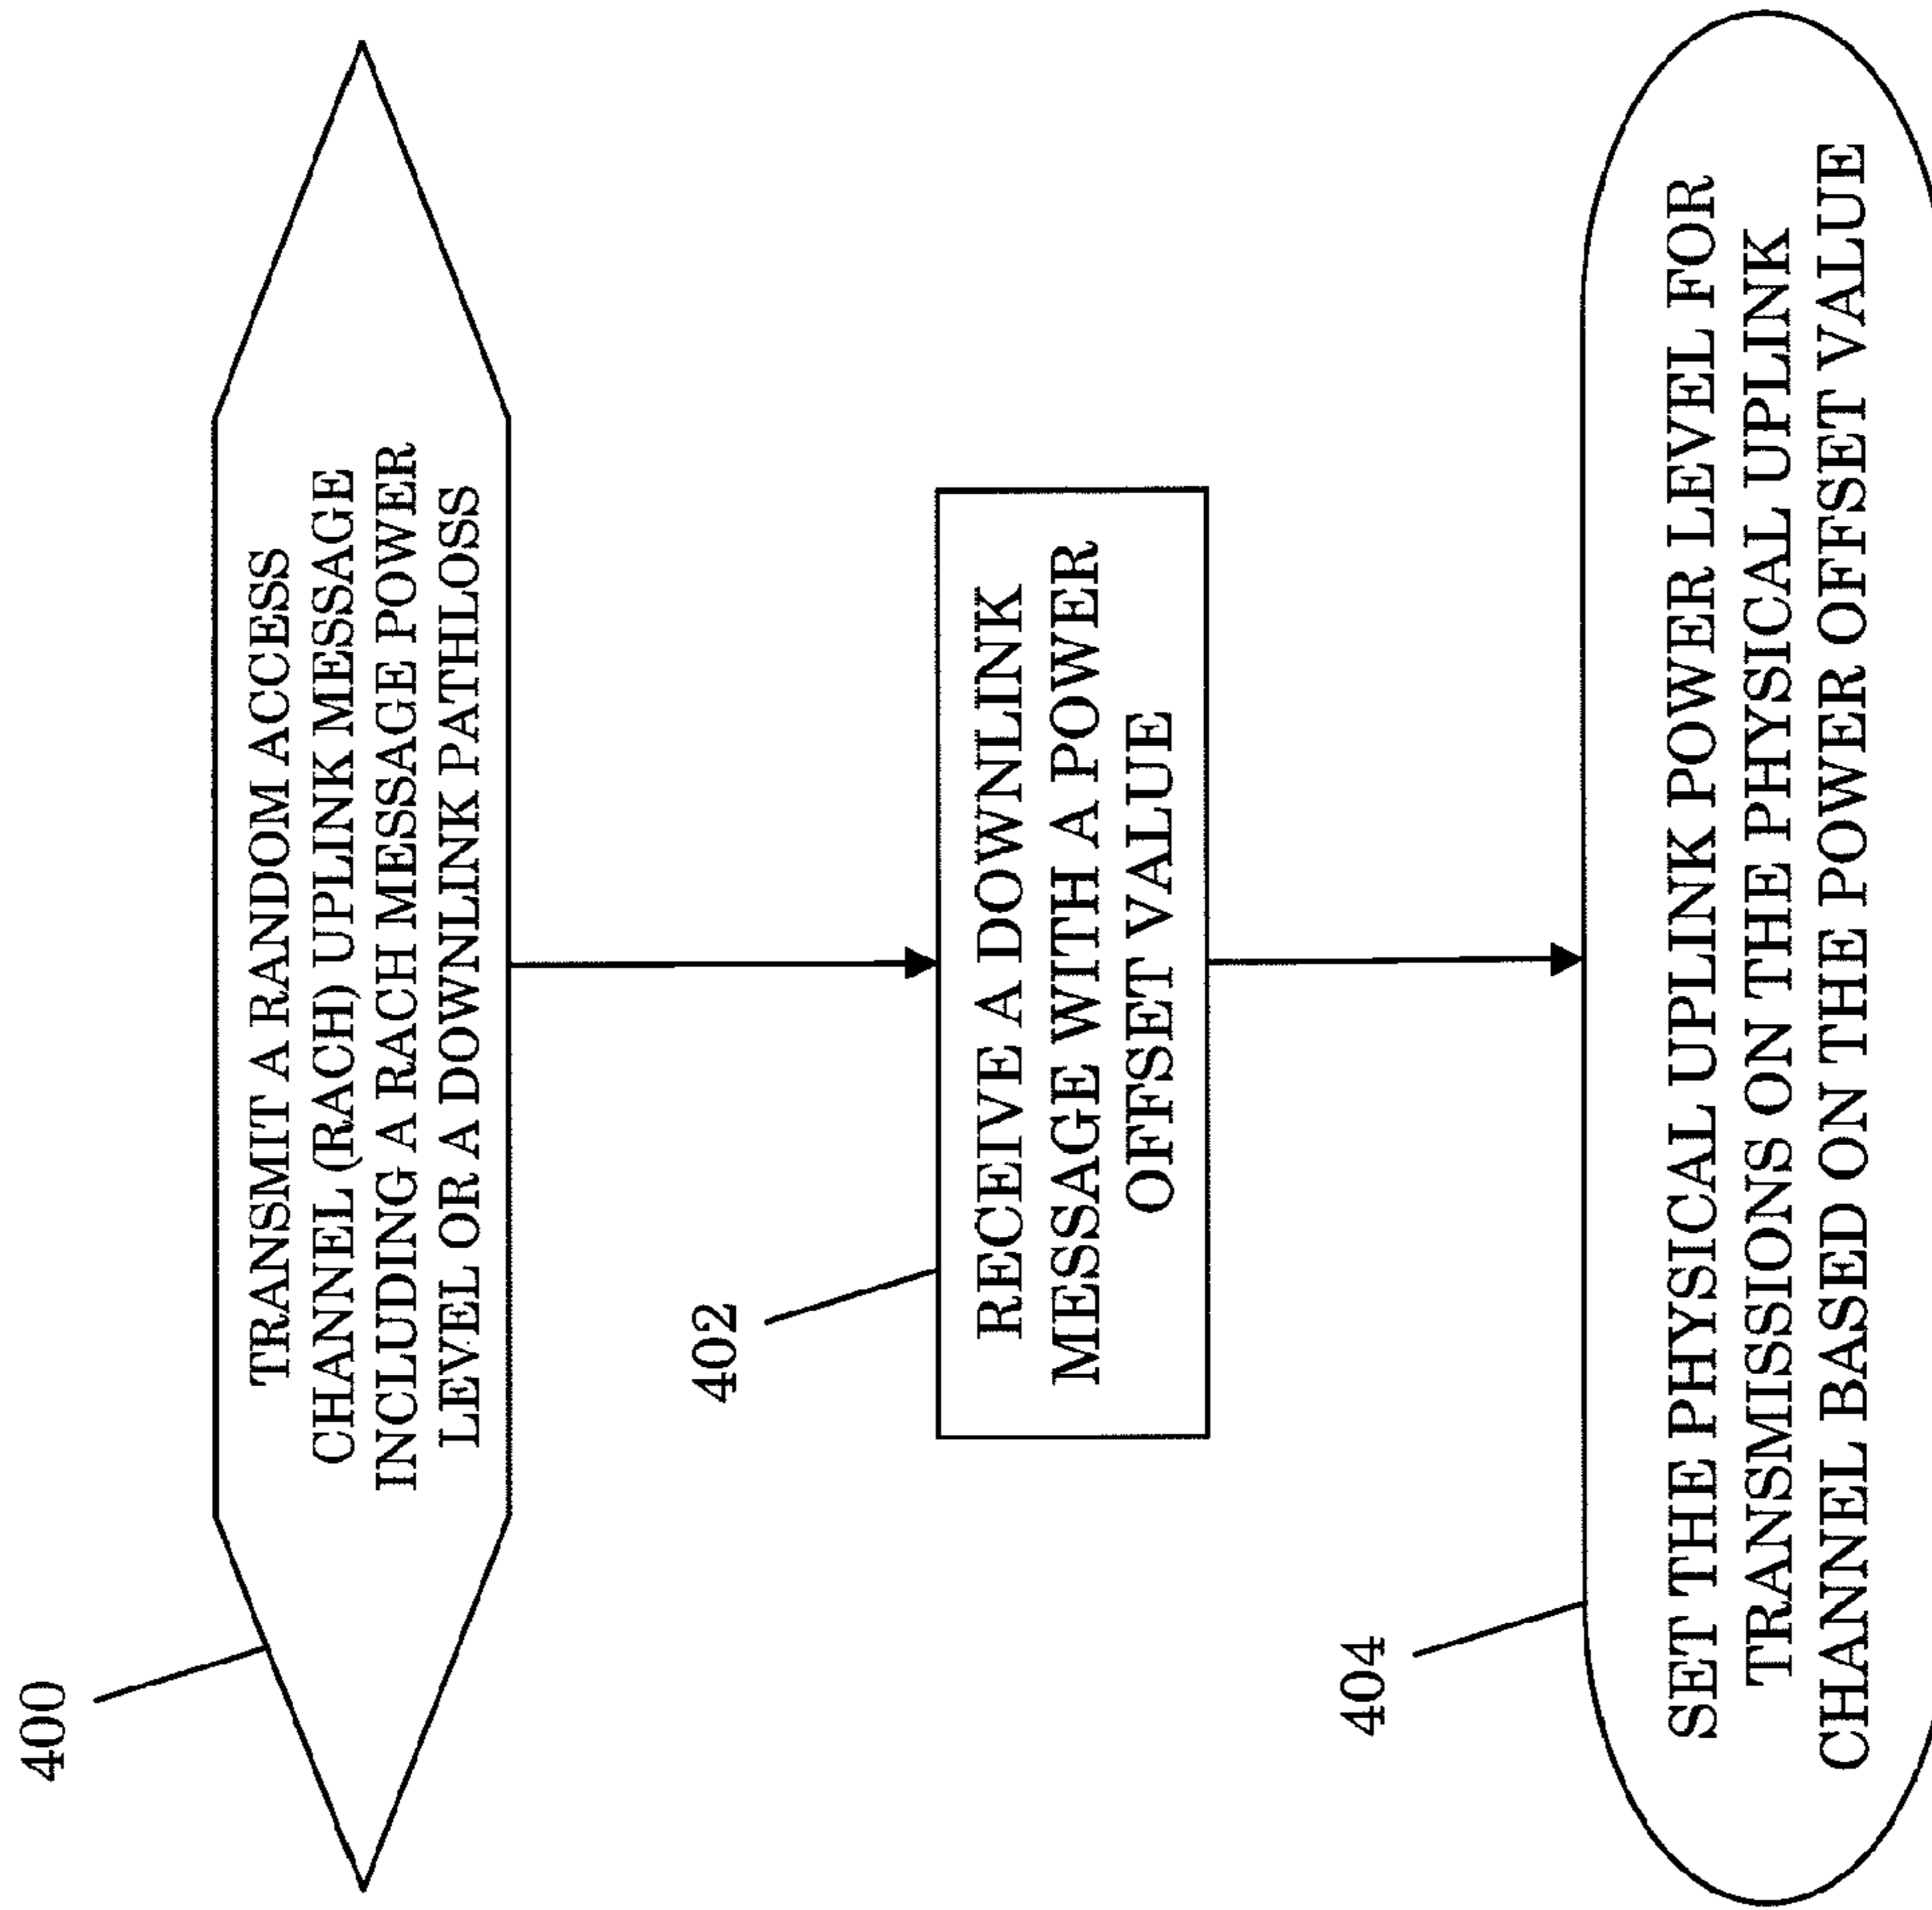 400
TRANSMIT A RANDOM ACCESS
CHANNEL (RACH) UPLINK MESSAGE
INCLUDING A RACH MESSAGE POWER
LEVEL OR A DOWNLINK PATHLOSS
402
RECEIVE A DOWNLINK
MESSAGE WITH A POWER
OFFSET VALUE
404
SET THE PHYSICAL UPLINK POWER LEVEL FOR
TRANSMISSIONS ON THE PHYSICAL UPLINK
CHANNEL BASED ON THE POWER OFFSET VALUE